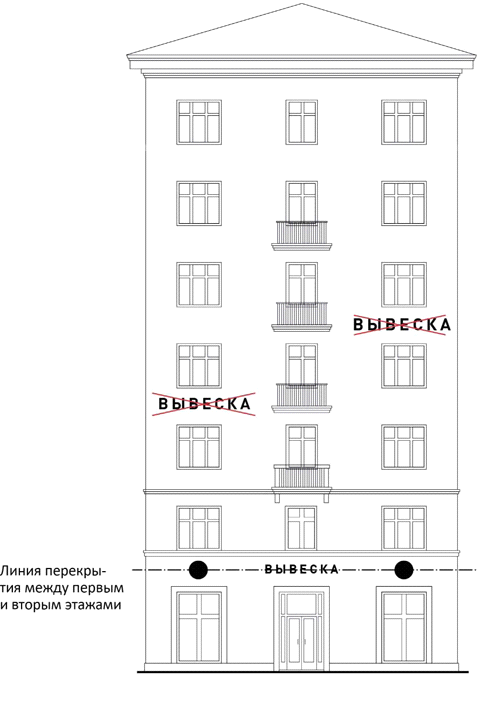 ВЫВЕСКА
ВЫВЕСКА
ВЫВЕСКА
Линия перекры-
тия между первым
и вторым этажами